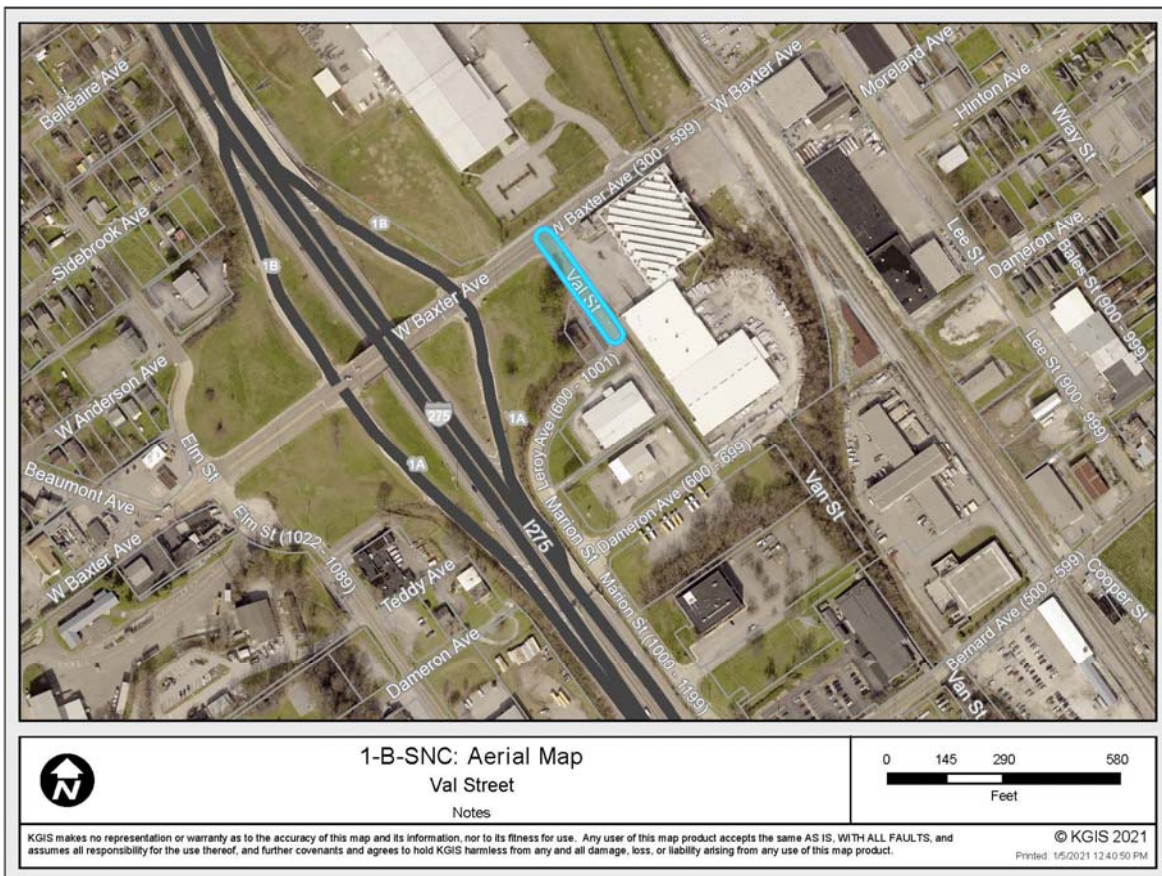 Belleaire Ave
Sidebrook Ave
W Anderson Ave
Beaumont Ave
W Baxter Ave
Elm St
Elm St (1022 - 1089)
Teddy Ave
Dameron Ave
1B
1B
W Baxter Ave
275
1A
1A
I275
W Baxter Ave (300 - 599)
W Baxter Ave
Val St
Leroy Ave (600 - 1001)
Marion St
Marion St (1000 - 1199)
Dameron Ave (600 - 699)
Van St
Van St
Bernard Ave (500 - 599)
Cooper St
Moreland Ave
Hinton Ave
Wray St
Lee St
Dameron Ave
Bales St (900 - 999)
Lee St (900 - 999)
N
1-B-SNC: Aerial Map
Val Street
Notes
0 145 290 580
Feet
KGIS makes no representation or warranty as to the accuracy of this map and its information, nor to its fitness for use. Any user of this map product accepts the same AS IS, WITH ALL FAULTS, and
assumes all responsibility for the use thereof, and further covenants and agrees to hold KGIS harmless from any and all damage, loss, or liability arising from any use of this map product.
© KGIS 2021
Printed: 1/5/2021 12:40:50 PM